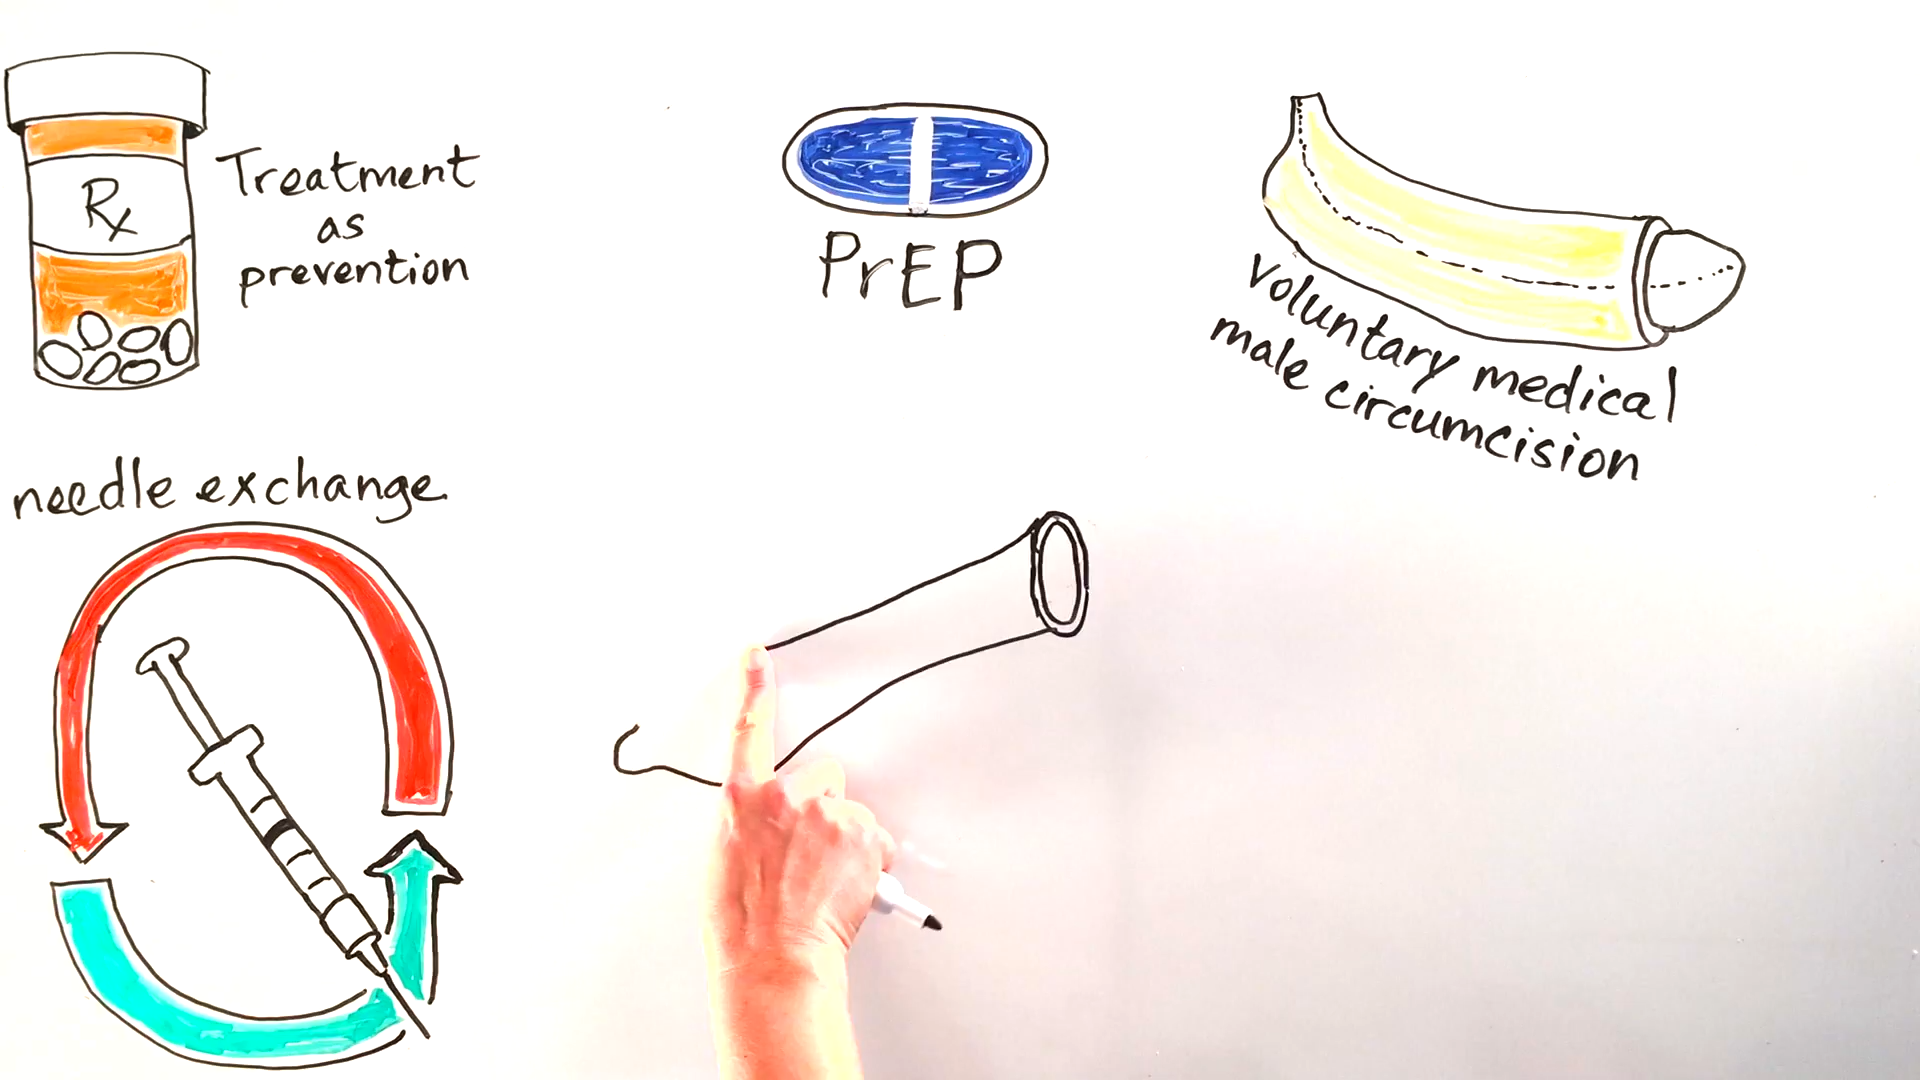 Rx
Treatment
as
prevention
PrEP
voluntary medical
male circumcision
needle exchange